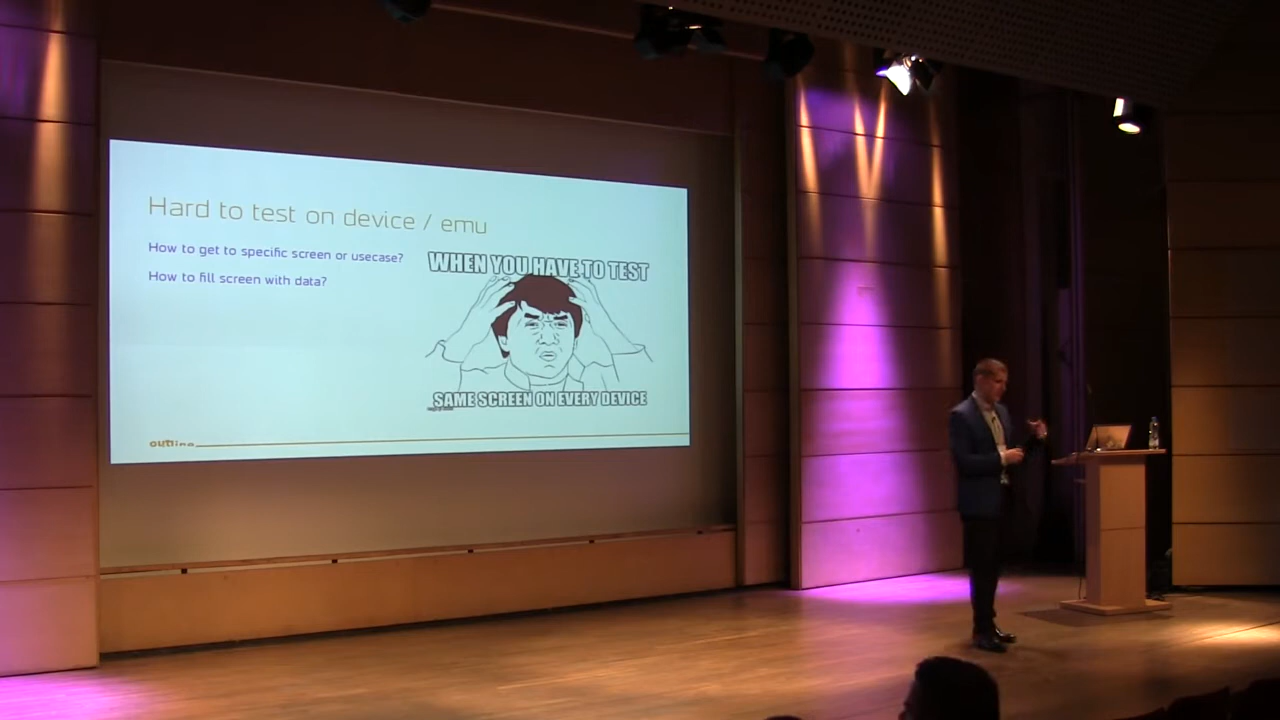 Hard to test on device / emu
How to get to specific screen or usecase?
How to fill screen with data?
WHEN YOU HAVE TO TEST
SAME SCREEN ON EVERY DEVICE
outline